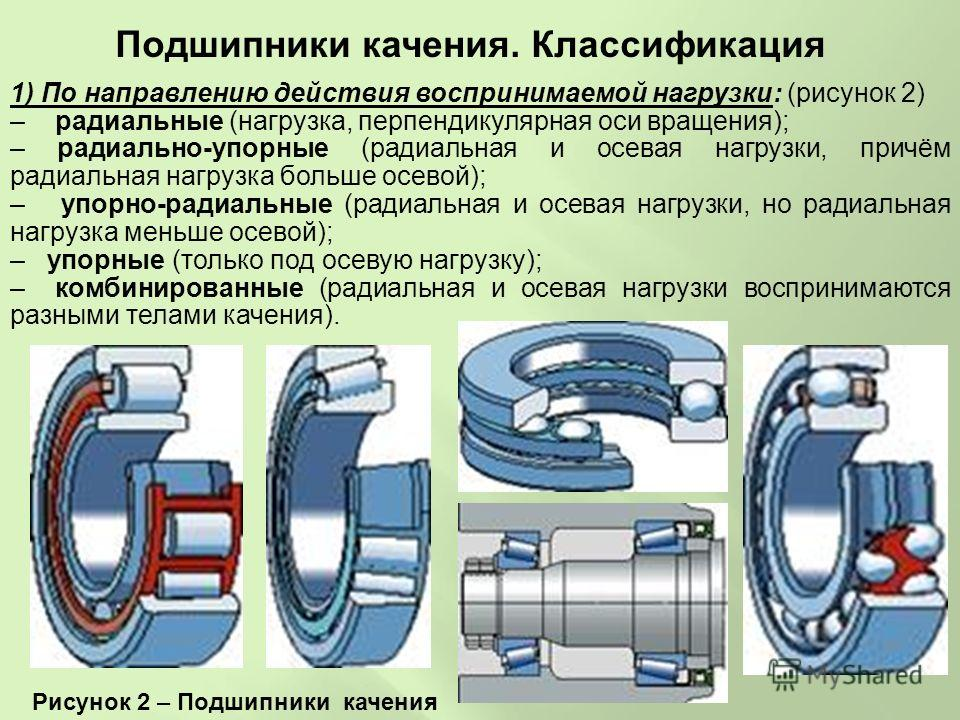 Подшипники качения. Классификация
1) По направлению действия воспринимаемой нагрузки: (рисунок 2)
– радиальные (нагрузка, перпендикулярная оси вращения);
– радиально-упорные (радиальная и осевая нагрузки, причём
радиальная нагрузка больше осевой);
– упорно-радиальные (радиальная и осевая нагрузки, но радиальная
нагрузка меньше осевой);
– упорные (только под осевую нагрузку);
– комбинированные (радиальная и осевая нагрузки воспринимаются
разными телами качения).
Рисунок 2 – Подшипники качения
MyShared